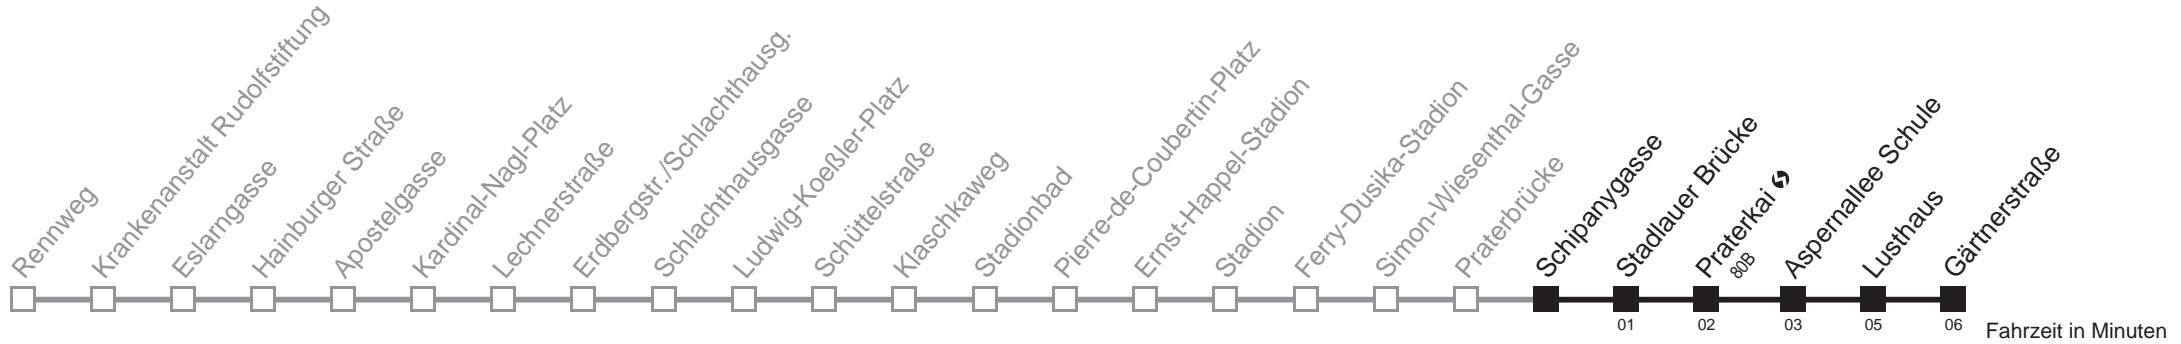 Rennweg
Krankenanstalt Rudolfstiftung
Eslarngasse
Hainburger Straße
Apostelgasse
Kardinal-Nagl-Platz
Lechnerstraße
Erdbergstr./Schlachthausg.
Schlachthausgasse
Ludwig-Koeßler-Platz
Schüttelstraße
Klaschkaweg
Stadionbad
Pierre-de-Coubertin-Platz
Ernst-Happel-Stadion
Stadion
Ferry-Dusika-Stadion
Simon-Wiesenthal-Gasse
Praterbrücke
Schipanygasse
Stadlauer Brücke
Praterkai
80B
Aspernallee Schule
Lusthaus
Gärtnerstraße
01 02 03 05 06
Fahrzeit in Minuten